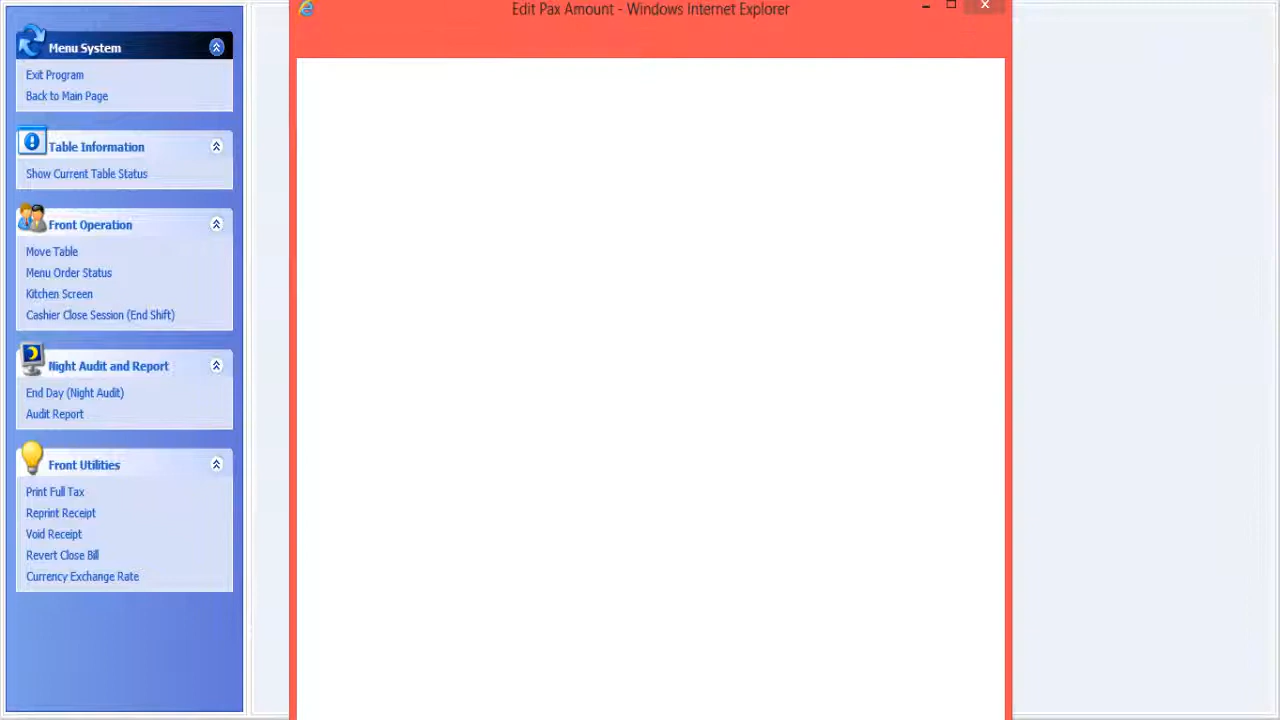 Edit Pax Amount - Windows Internet Explorer
Menu System
Exit Program
Back to Main Page
Table Information
Show Current Table Status
Front Operation
Move Table
Menu Order Status
Kitchen Screen
Cashier Close Session (End Shift)
Night Audit and Report
End Day (Night Audit)
Audit Report
Front Utilities
Print Full Tax
Reprint Receipt
Void Receipt
Revert Close Bill
Currency Exchange Rate